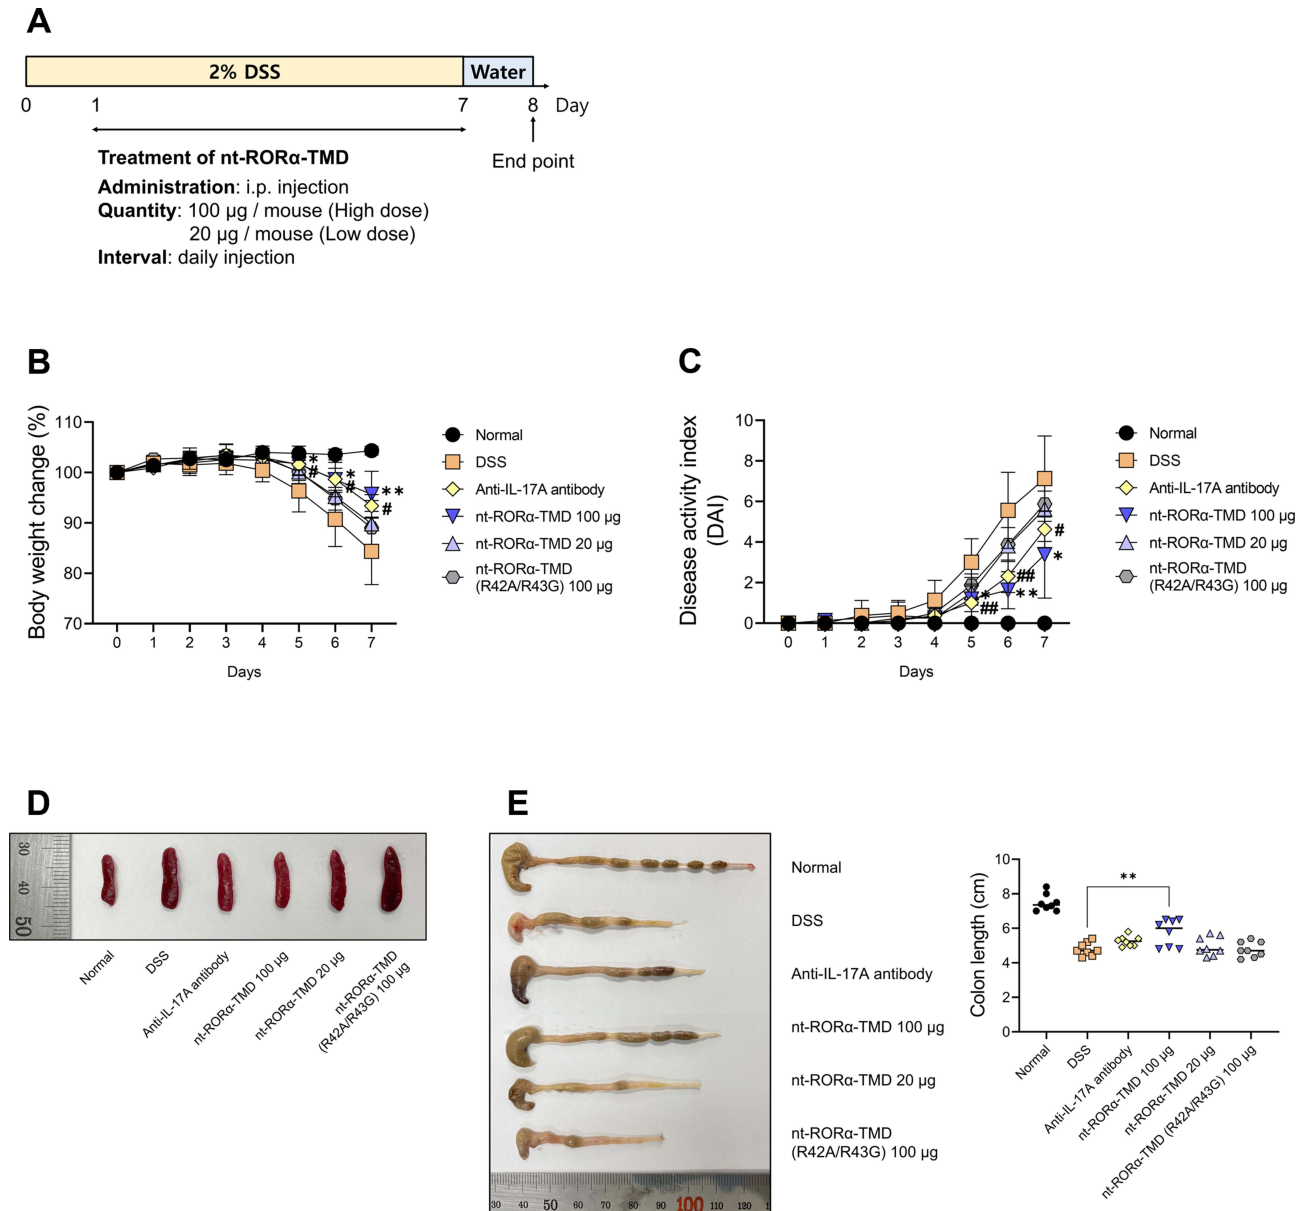 A
2% DSS
Water
0
1
7
8
Day
Treatment of nt-RORα-TMD
Administration: i.p. injection
Quantity: 100 μg / mouse (High dose)
20 μg / mouse (Low dose)
Interval: daily injection
End point
B
Body weight change (%)
110
100
90
80
70
0 1 2 3 4 5 6 7
Days
*
#
*
#
**
#
Normal
DSS
Anti-IL-17A antibody
nt-RORα-TMD 100 μg
nt-RORα-TMD 20 μg
nt-RORα-TMD
(R42A/R43G) 100 μg
C
Disease activity index
(DAI)
10
8
6
4
2
0
0 1 2 3 4 5 6 7
Days
*
##
##
**
#
*
Normal
DSS
Anti-IL-17A antibody
nt-RORα-TMD 100 μg
nt-RORα-TMD 20 μg
nt-RORα-TMD
(R42A/R43G) 100 μg
D
30
40
50
Normal
DSS
Anti-IL-17A antibody
nt-RORα-TMD 100 μg
nt-RORα-TMD 20 μg
nt-RORα-TMD
(R42A/R43G) 100 μg
E
Normal
DSS
Anti-IL-17A antibody
nt-RORα-TMD 100 μg
nt-RORα-TMD 20 μg
nt-RORα-TMD
(R42A/R43G) 100 μg
30 40 50 60 70 80 90 100 110 120 1
Colon length (cm)
10
8
6
4
2
0
**
Normal
DSS
Anti-IL-17A antibody
nt-RORα-TMD 100 μg
nt-RORα-TMD 20 μg
nt-RORα-TMD (R42A/R43G) 100 μg